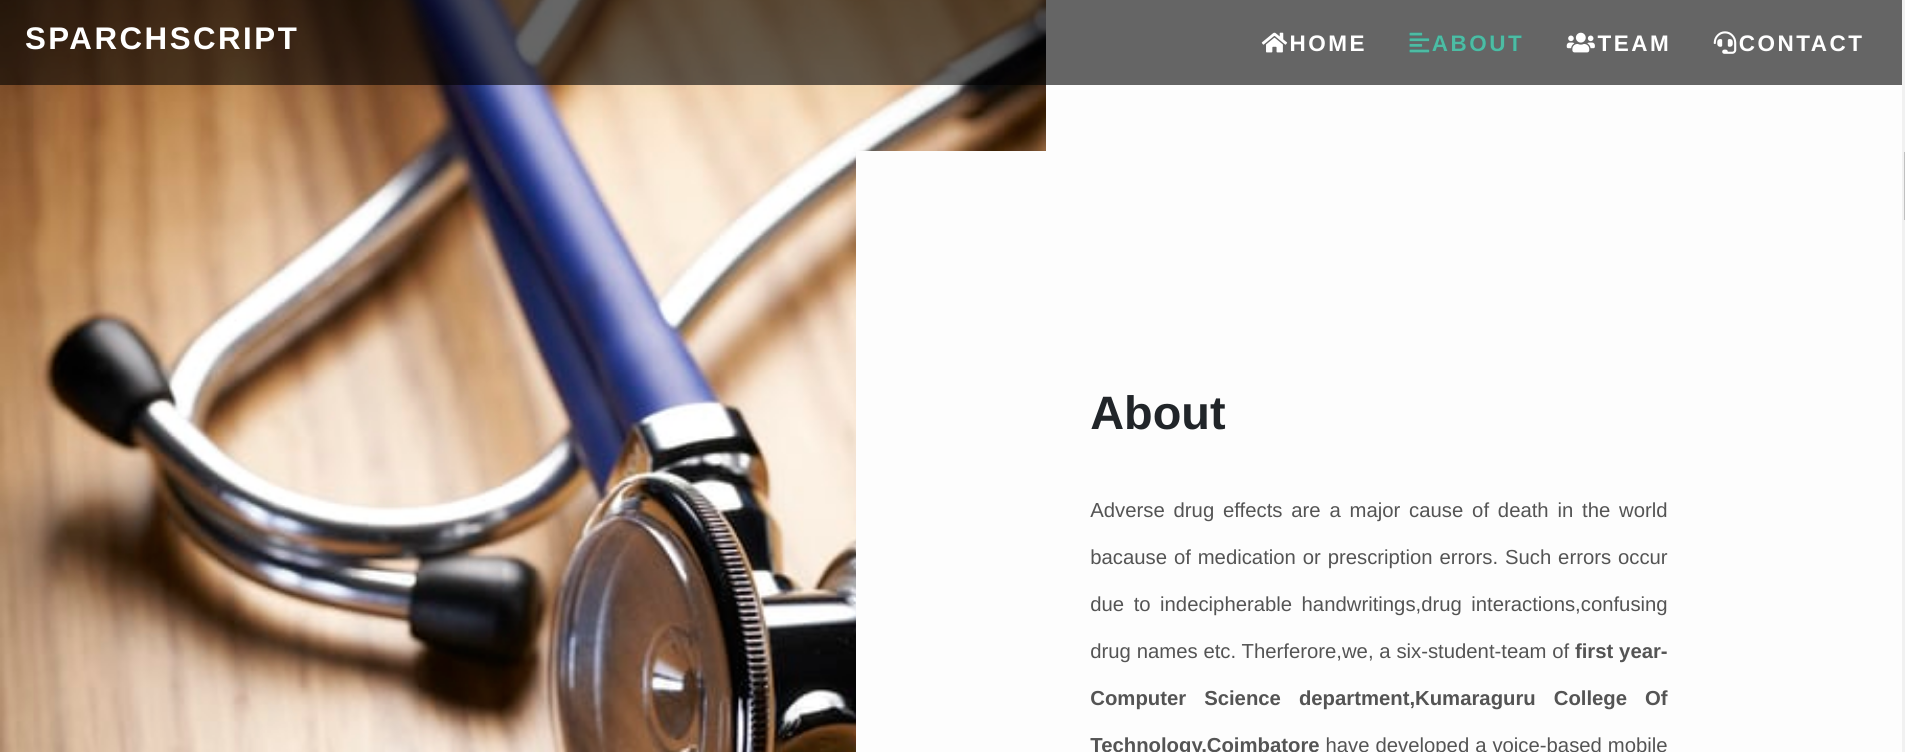 SPARCHSCRIPT
HOME ABOUT TEAM CONTACT
About
Adverse drug effects are a major cause of death in the world
bacause of medication or prescription errors. Such errors occur
due to indecipherable handwritings,drug interactions,confusing
drug names etc. Therferore,we, a six-student-team of first year-
Computer Science department,Kumaraguru College Of
Technology,Coimbatore have developed a voice-based mobile